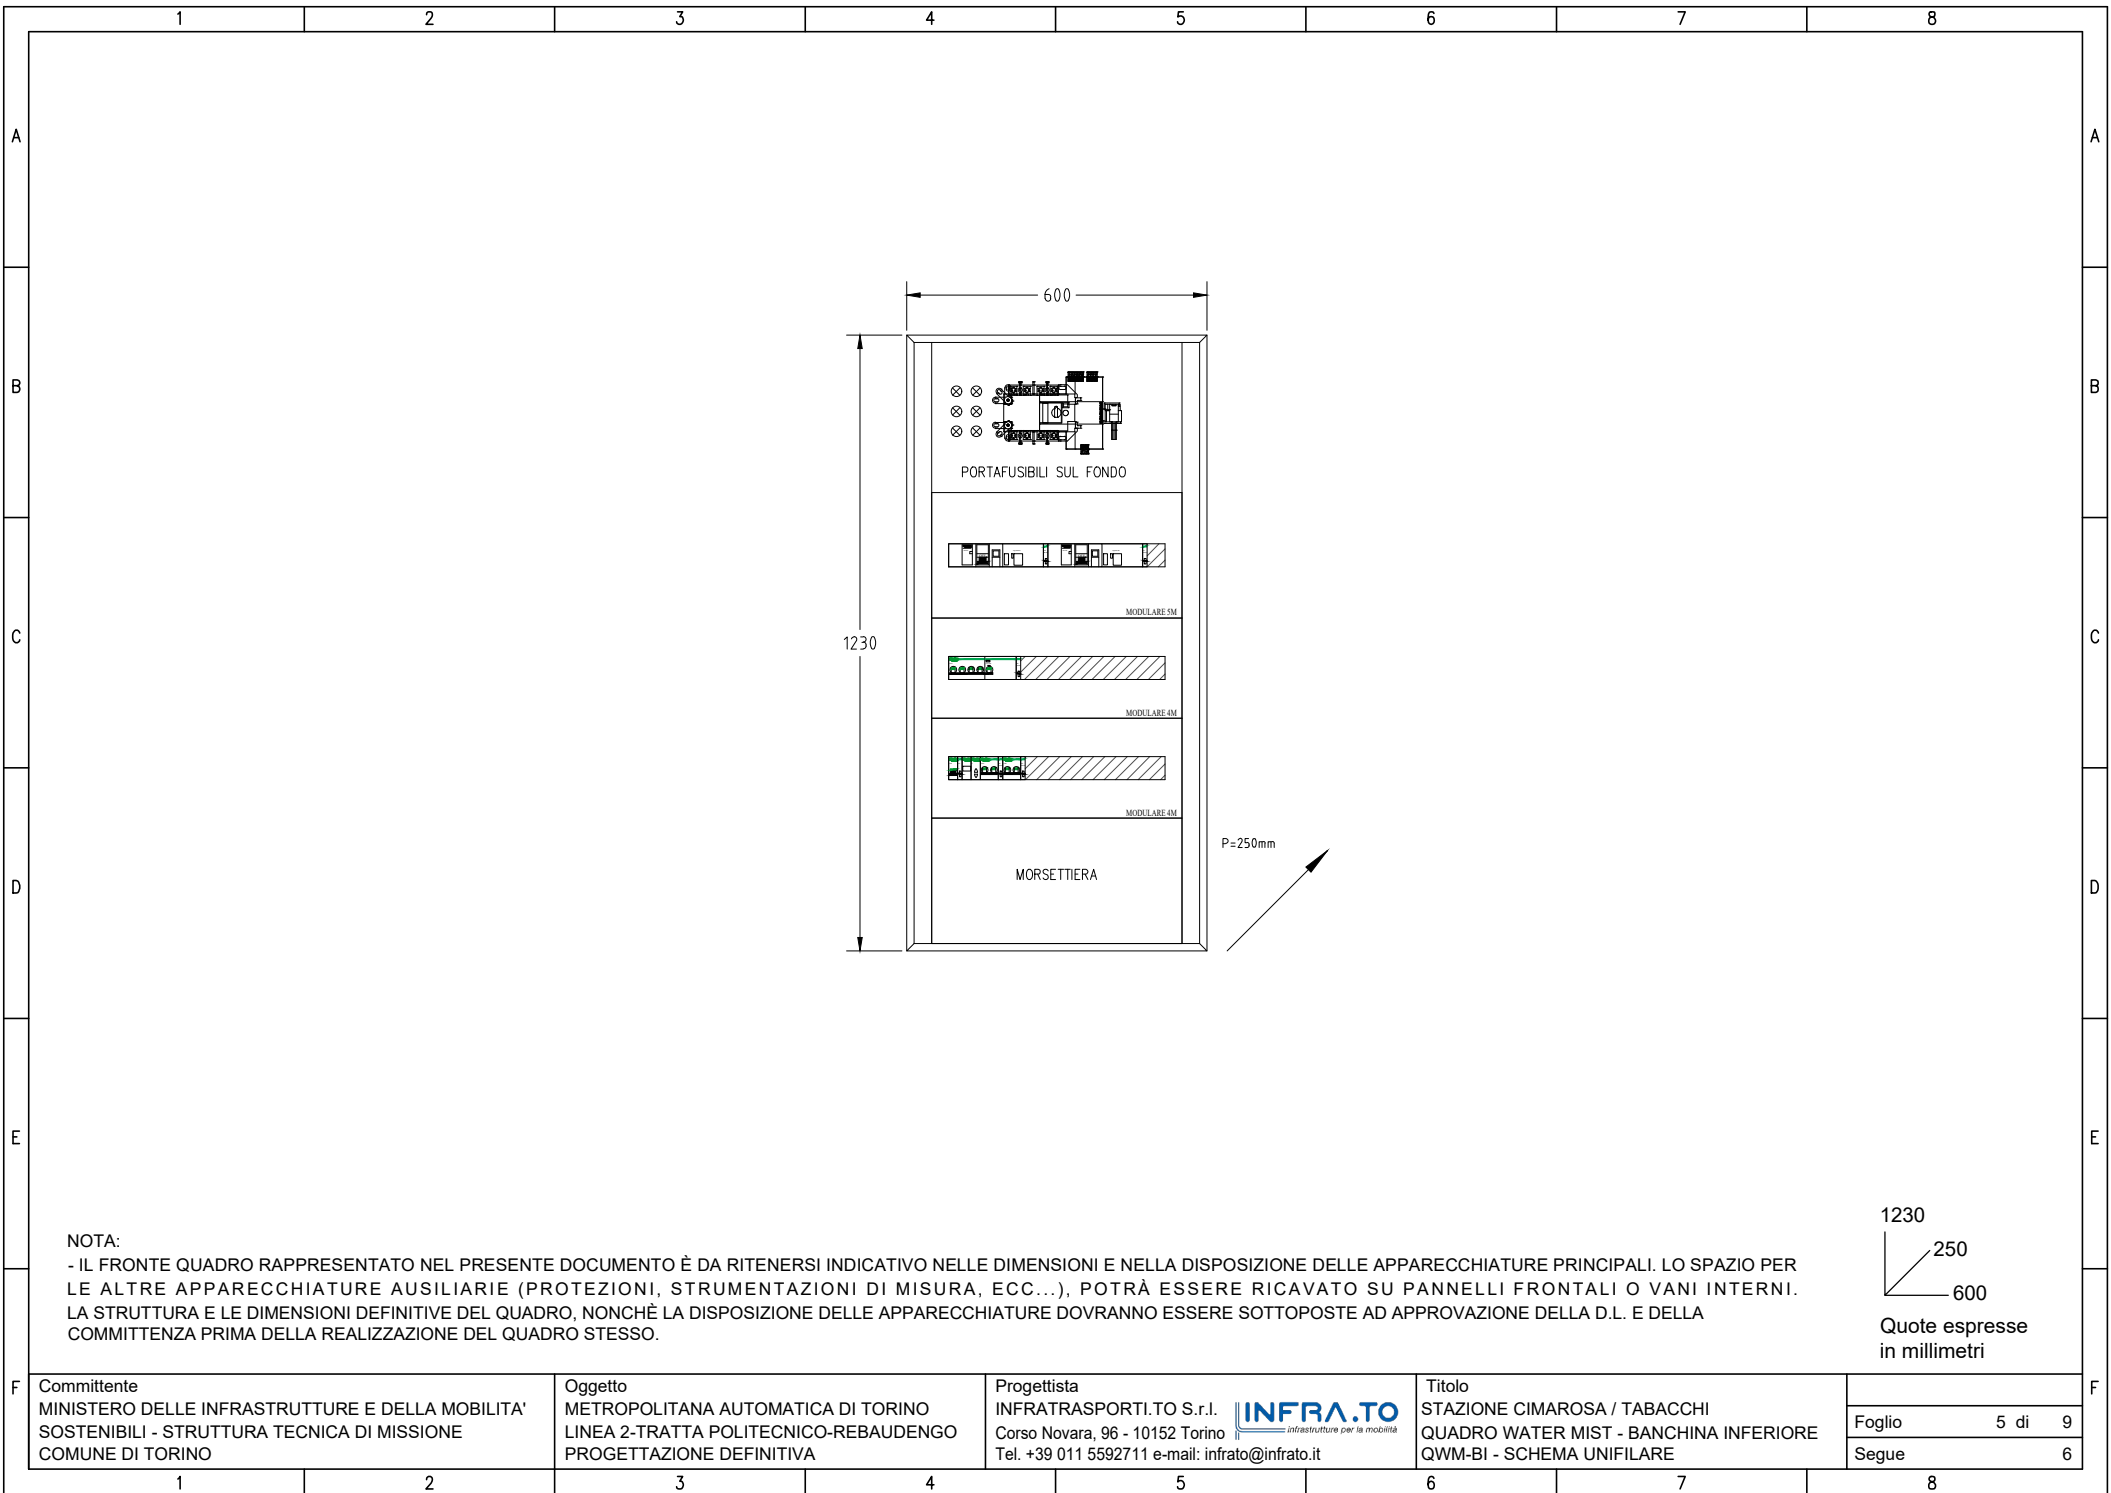 1 2 3 4 5 6 7 8
A A
B B
C C
D D
E E
F F
600
1230
PORTAFUSIBILI SUL FONDO
MODULARE 5M
MODULARE 4M
MODULARE 4M
MORSETTIERA
P=250mm
NOTA:
- IL FRONTE QUADRO RAPPRESENTATO NEL PRESENTE DOCUMENTO È DA RITENERSI INDICATIVO NELLE DIMENSIONI E NELLA DISPOSIZIONE DELLE APPARECCHIATURE PRINCIPALI. LO SPAZIO PER
LE ALTRE APPARECCHIATURE AUSILIARIE (PROTEZIONI, STRUMENTAZIONI DI MISURA, ECC...), POTRÀ ESSERE RICAVATO SU PANNELLI FRONTALI O VANI INTERNI.
LA STRUTTURA E LE DIMENSIONI DEFINITIVE DEL QUADRO, NONCHÈ LA DISPOSIZIONE DELLE APPARECCHIATURE DOVRANNO ESSERE SOTTOPOSTE AD APPROVAZIONE DELLA D.L. E DELLA
COMMITTENZA PRIMA DELLA REALIZZAZIONE DEL QUADRO STESSO.
1230
250
600
Quote espresse
in millimetri
Committente
MINISTERO DELLE INFRASTRUTTURE E DELLA MOBILITA'
SOSTENIBILI - STRUTTURA TECNICA DI MISSIONE
COMUNE DI TORINO
Oggetto
METROPOLITANA AUTOMATICA DI TORINO
LINEA 2-TRATTA POLITECNICO-REBAUDENGO
PROGETTAZIONE DEFINITIVA
Progettista
INFRATRASPORTI.TO S.r.l.
Corso Novara, 96 - 10152 Torino
Tel. +39 011 5592711 e-mail: infrato@infrato.it
INFRA.TO
infrastrutture per la mobilità
Titolo
STAZIONE CIMAROSA / TABACCHI
QUADRO WATER MIST - BANCHINA INFERIORE
QWM-BI - SCHEMA UNIFILARE
Foglio 5 di 9
Segue 6
1 2 3 4 5 6 7 8